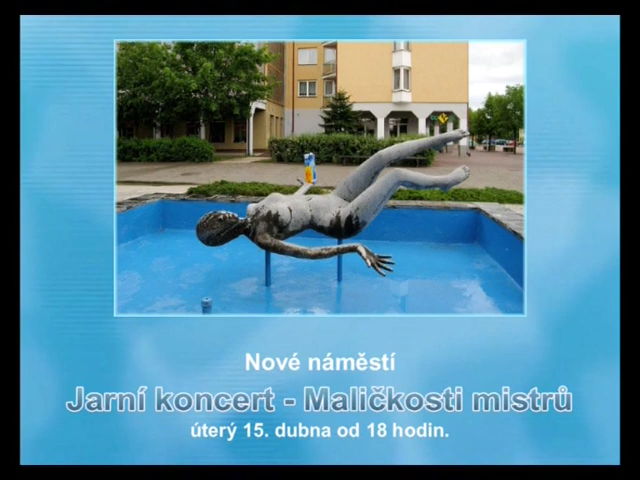 Nové náměstí
Jarní koncert - Maličkosti mistrů
úterý 15. dubna od 18 hodin.